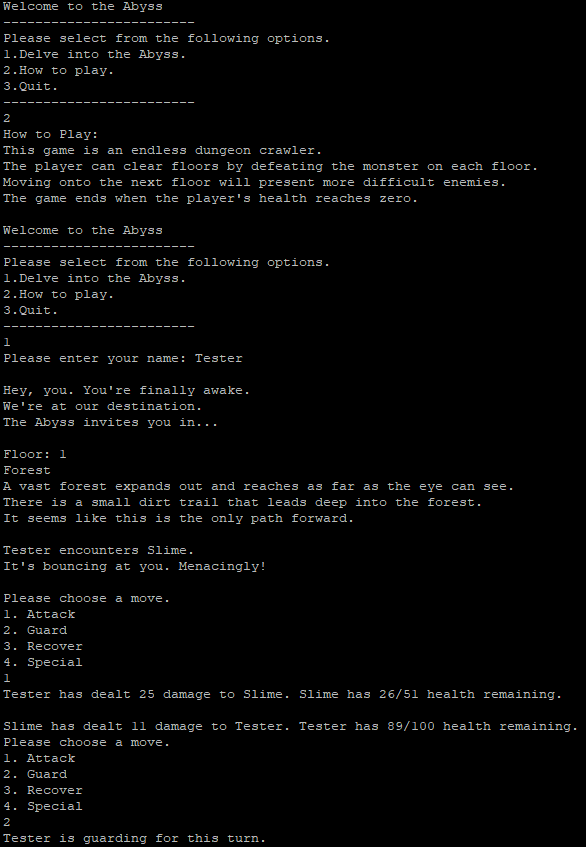 Welcome to the Abyss
------------------------
Please select from the following options.
1.Delve into the Abyss.
2.How to play.
3.Quit.
------------------------
2
How to Play:
This game is an endless dungeon crawler.
The player can clear floors by defeating the monster on each floor.
Moving onto the next floor will present more difficult enemies.
The game ends when the player's health reaches zero.

Welcome to the Abyss
------------------------
Please select from the following options.
1.Delve into the Abyss.
2.How to play.
3.Quit.
------------------------
1
Please enter your name: Tester

Hey, you. You're finally awake.
We're at our destination.
The Abyss invites you in...

Floor: 1
Forest
A vast forest expands out and reaches as far as the eye can see.
There is a small dirt trail that leads deep into the forest.
It seems like this is the only path forward.

Tester encounters Slime.
It's bouncing at you. Menacingly!

Please choose a move.
1. Attack
2. Guard
3. Recover
4. Special
1
Tester has dealt 25 damage to Slime. Slime has 26/51 health remaining.

Slime has dealt 11 damage to Tester. Tester has 89/100 health remaining.
Please choose a move.
1. Attack
2. Guard
3. Recover
4. Special
2
Tester is guarding for this turn.